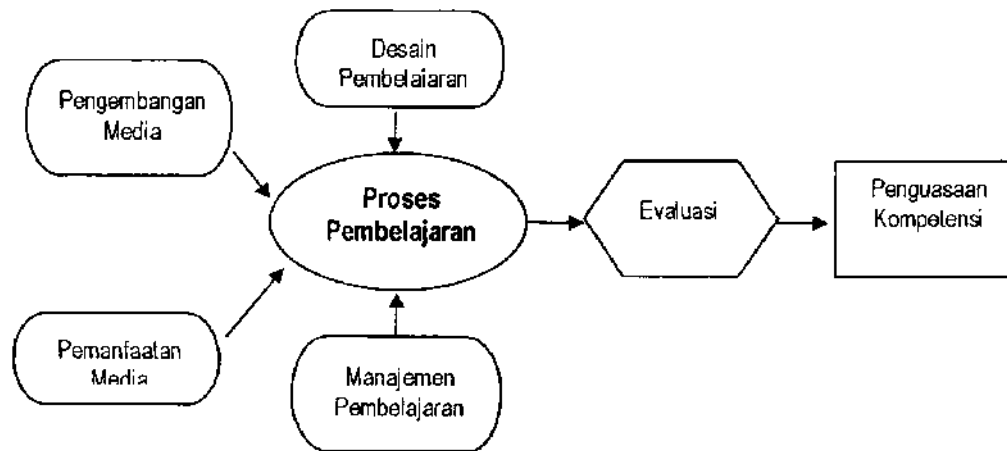 Desain
Pembelajaran
Pengembangan
Media
Proses
Pembelajaran
Evaluasi
Penguasaan
Kompetensi
Pemanfaatan
Media
Manajemen
Pembelajaran